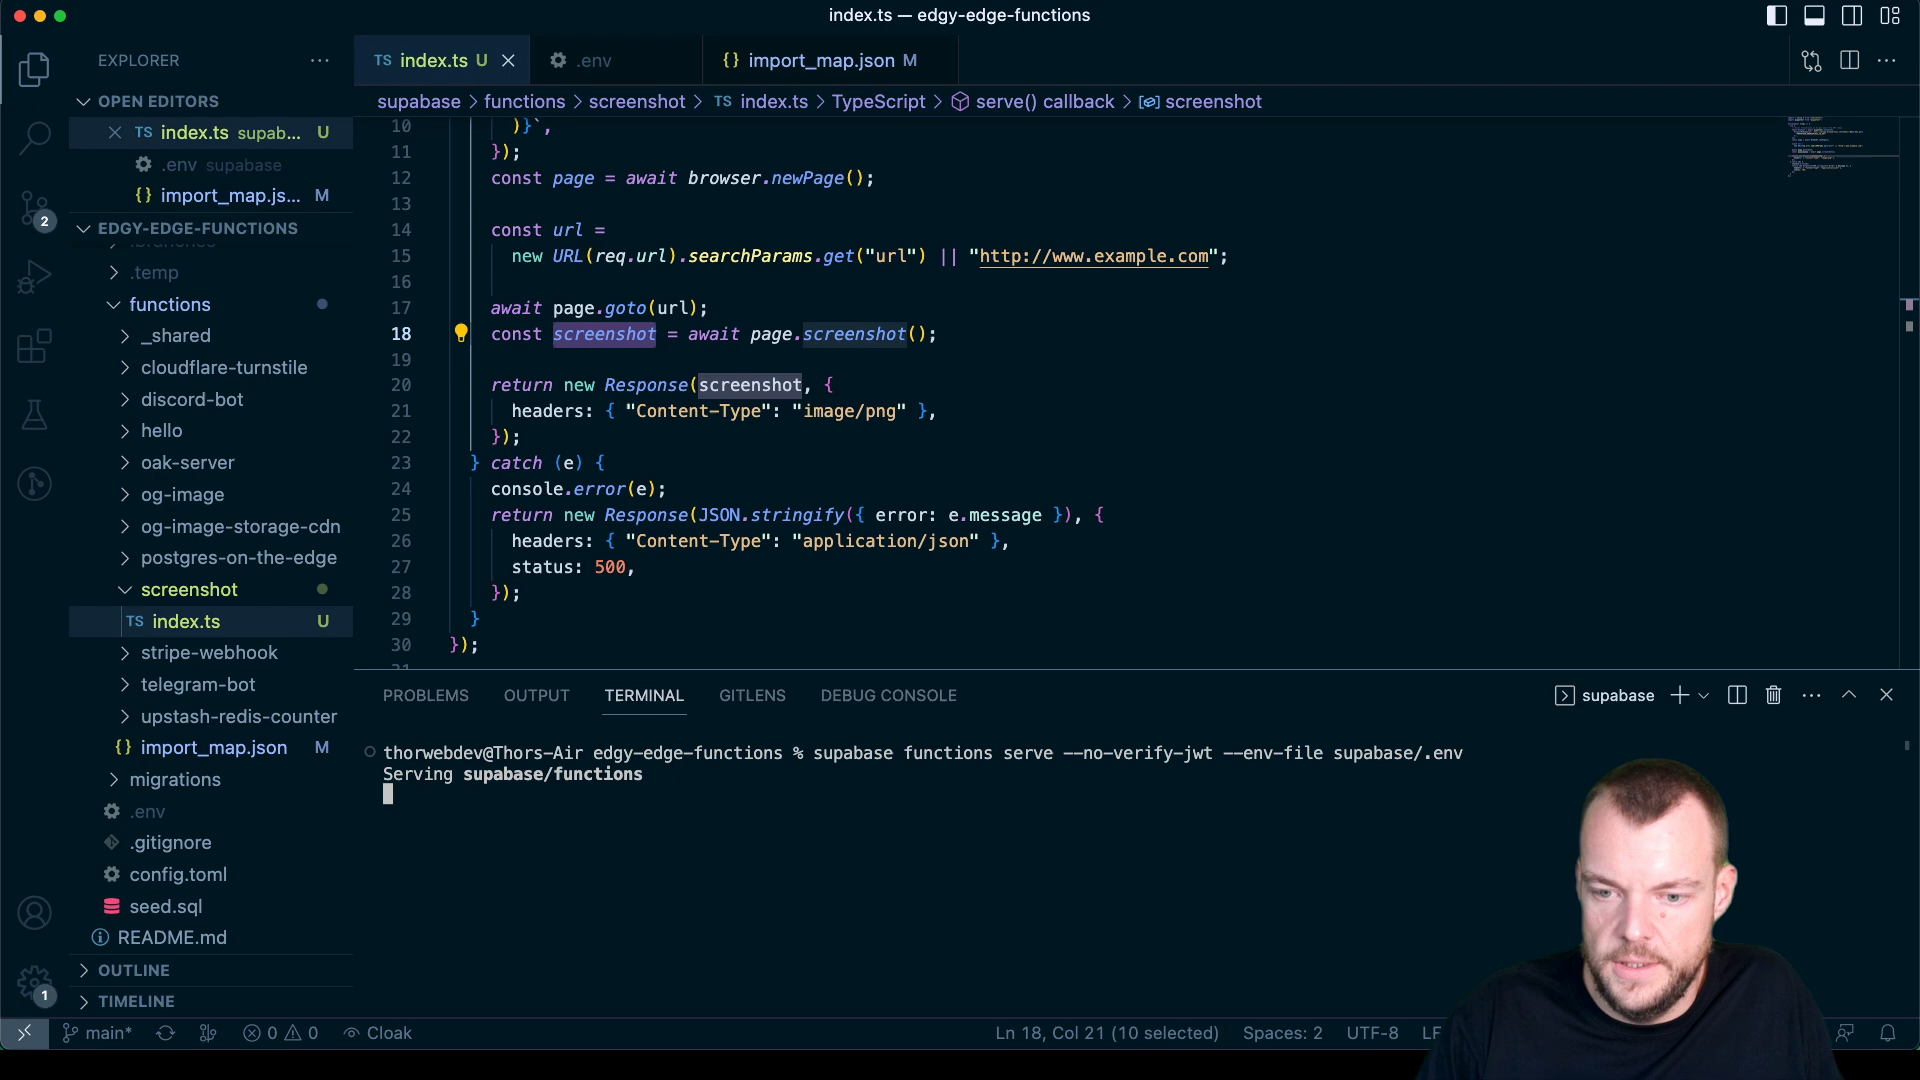 index.ts — edgy-edge-functions
EXPLORER
OPEN EDITORS
TS index.ts supab... U
.env supabase
{} import_map.js... M
EDGY-EDGE-FUNCTIONS
.branches
.temp
functions
_shared
cloudflare-turnstile
discord-bot
hello
oak-server
og-image
og-image-storage-cdn
postgres-on-the-edge
screenshot
TS index.ts U
stripe-webhook
telegram-bot
upstash-redis-counter
{} import_map.json M
migrations
.env
.gitignore
config.toml
seed.sql
README.md
OUTLINE
TIMELINE
2
1
TS index.ts U
.env
{} import_map.json M
supabase > functions > screenshot > TS index.ts > TypeScript > serve() callback > screenshot
10 )}`,
11 });
12 const page = await browser.newPage();
13
14 const url =
15 new URL(req.url).searchParams.get("url") || "http://www.example.com";
16
17 await page.goto(url);
18 const screenshot = await page.screenshot();
19
20 return new Response(screenshot, {
21 headers: { "Content-Type": "image/png" },
22 });
23 } catch (e) {
24 console.error(e);
25 return new Response(JSON.stringify({ error: e.message }), {
26 headers: { "Content-Type": "application/json" },
27 status: 500,
28 });
29 }
30 });
31
PROBLEMS OUTPUT TERMINAL GITLENS DEBUG CONSOLE
supabase
thorwebdev@Thors-Air edgy-edge-functions % supabase functions serve --no-verify-jwt --env-file supabase/.env
Serving supabase/functions
main* 0 0 Cloak
Ln 18, Col 21 (10 selected) Spaces: 2 UTF-8 LF